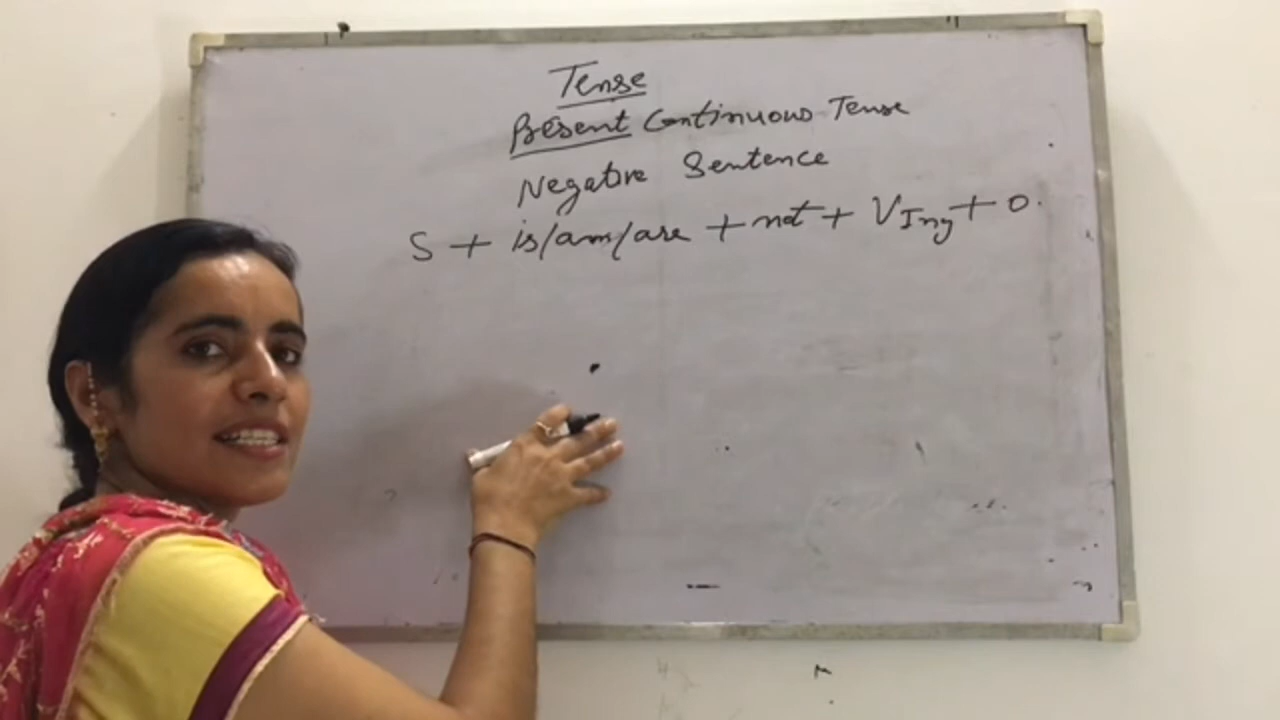 Tense
Present Continuous Tense
Negative Sentence
S + is/am/are + not + VIng + O.